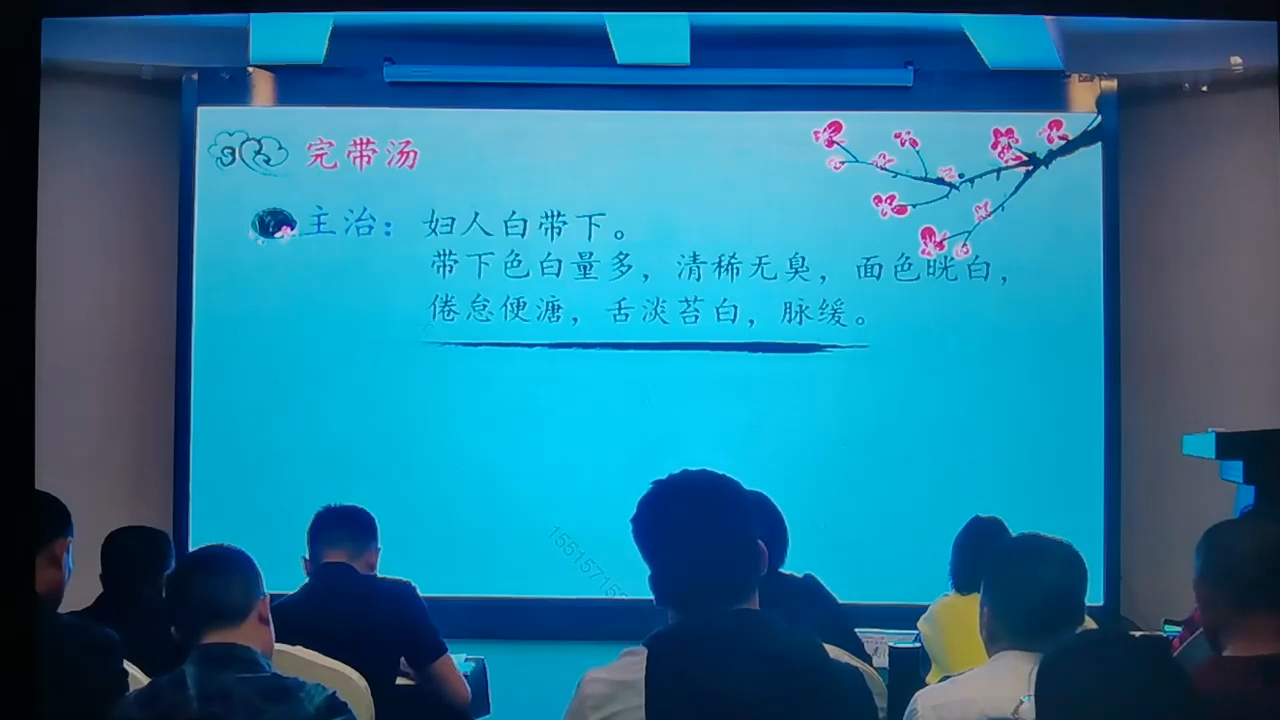 完带汤
主治：妇人白带下。
带下色白量多，清稀无臭，面色㿠白，
倦怠便溏，舌淡苔白，脉缓。